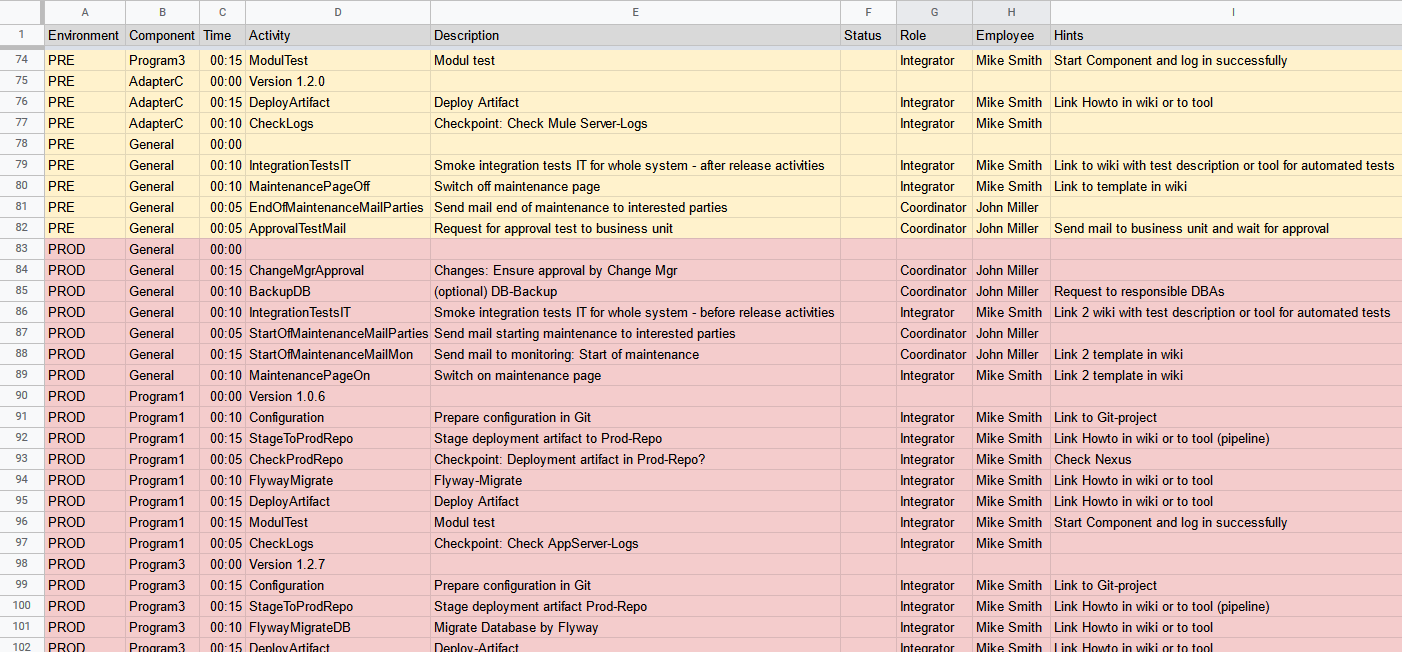 A B C D E F G H I
1 Environment Component Time Activity Description Status Role Employee Hints
74 PRE Program3 00:15 ModulTest Modul test Integrator Mike Smith Start Component and log in successfully
75 PRE AdapterC 00:00 Version 1.2.0
76 PRE AdapterC 00:15 DeployArtifact Deploy Artifact Integrator Mike Smith Link Howto in wiki or to tool
77 PRE AdapterC 00:10 CheckLogs Checkpoint: Check Mule Server-Logs Integrator Mike Smith
78 PRE General 00:00
79 PRE General 00:10 IntegrationTestsIT Smoke integration tests IT for whole system - after release activities Integrator Mike Smith Link to wiki with test description or tool for automated tests
80 PRE General 00:10 MaintenancePageOff Switch off maintenance page Integrator Mike Smith Link to template in wiki
81 PRE General 00:05 EndOfMaintenanceMailParties Send mail end of maintenance to interested parties Coordinator John Miller
82 PRE General 00:05 ApprovalTestMail Request for approval test to business unit Coordinator John Miller Send mail to business unit and wait for approval
83 PROD General 00:00
84 PROD General 00:15 ChangeMgrApproval Changes: Ensure approval by Change Mgr Coordinator John Miller
85 PROD General 00:10 BackupDB (optional) DB-Backup Coordinator John Miller Request to responsible DBAs
86 PROD General 00:10 IntegrationTestsIT Smoke integration tests IT for whole system - before release activities Integrator Mike Smith Link 2 wiki with test description or tool for automated tests
87 PROD General 00:05 StartOfMaintenanceMailParties Send mail starting maintenance to interested parties Coordinator John Miller
88 PROD General 00:15 StartOfMaintenanceMailMon Send mail to monitoring: Start of maintenance Coordinator John Miller Link 2 template in wiki
89 PROD General 00:10 MaintenancePageOn Switch on maintenance page Integrator Mike Smith Link 2 template in wiki
90 PROD Program1 00:00 Version 1.0.6
91 PROD Program1 00:10 Configuration Prepare configuration in Git Integrator Mike Smith Link to Git-project
92 PROD Program1 00:15 StageToProdRepo Stage deployment artifact to Prod-Repo Integrator Mike Smith Link Howto in wiki or to tool (pipeline)
93 PROD Program1 00:05 CheckProdRepo Checkpoint: Deployment artifact in Prod-Repo? Integrator Mike Smith Check Nexus
94 PROD Program1 00:10 FlywayMigrate Flyway-Migrate Integrator Mike Smith Link Howto in wiki or to tool
95 PROD Program1 00:15 DeployArtifact Deploy Artifact Integrator Mike Smith Link Howto in wiki or to tool
96 PROD Program1 00:15 ModulTest Modul test Integrator Mike Smith Start Component and log in successfully
97 PROD Program1 00:05 CheckLogs Checkpoint: Check AppServer-Logs Integrator Mike Smith
98 PROD Program3 00:00 Version 1.2.7
99 PROD Program3 00:15 Configuration Prepare configuration in Git Integrator Mike Smith Link to Git-project
100 PROD Program3 00:15 StageToProdRepo Stage deployment artifact Prod-Repo Integrator Mike Smith Link Howto in wiki or to tool (pipeline)
101 PROD Program3 00:10 FlywayMigrateDB Migrate Database by Flyway Integrator Mike Smith Link Howto in wiki or to tool
102 PROD Program3 00:15 DeployArtifact Deploy-Artifact Integrator Mike Smith Link Howto in wiki or to tool